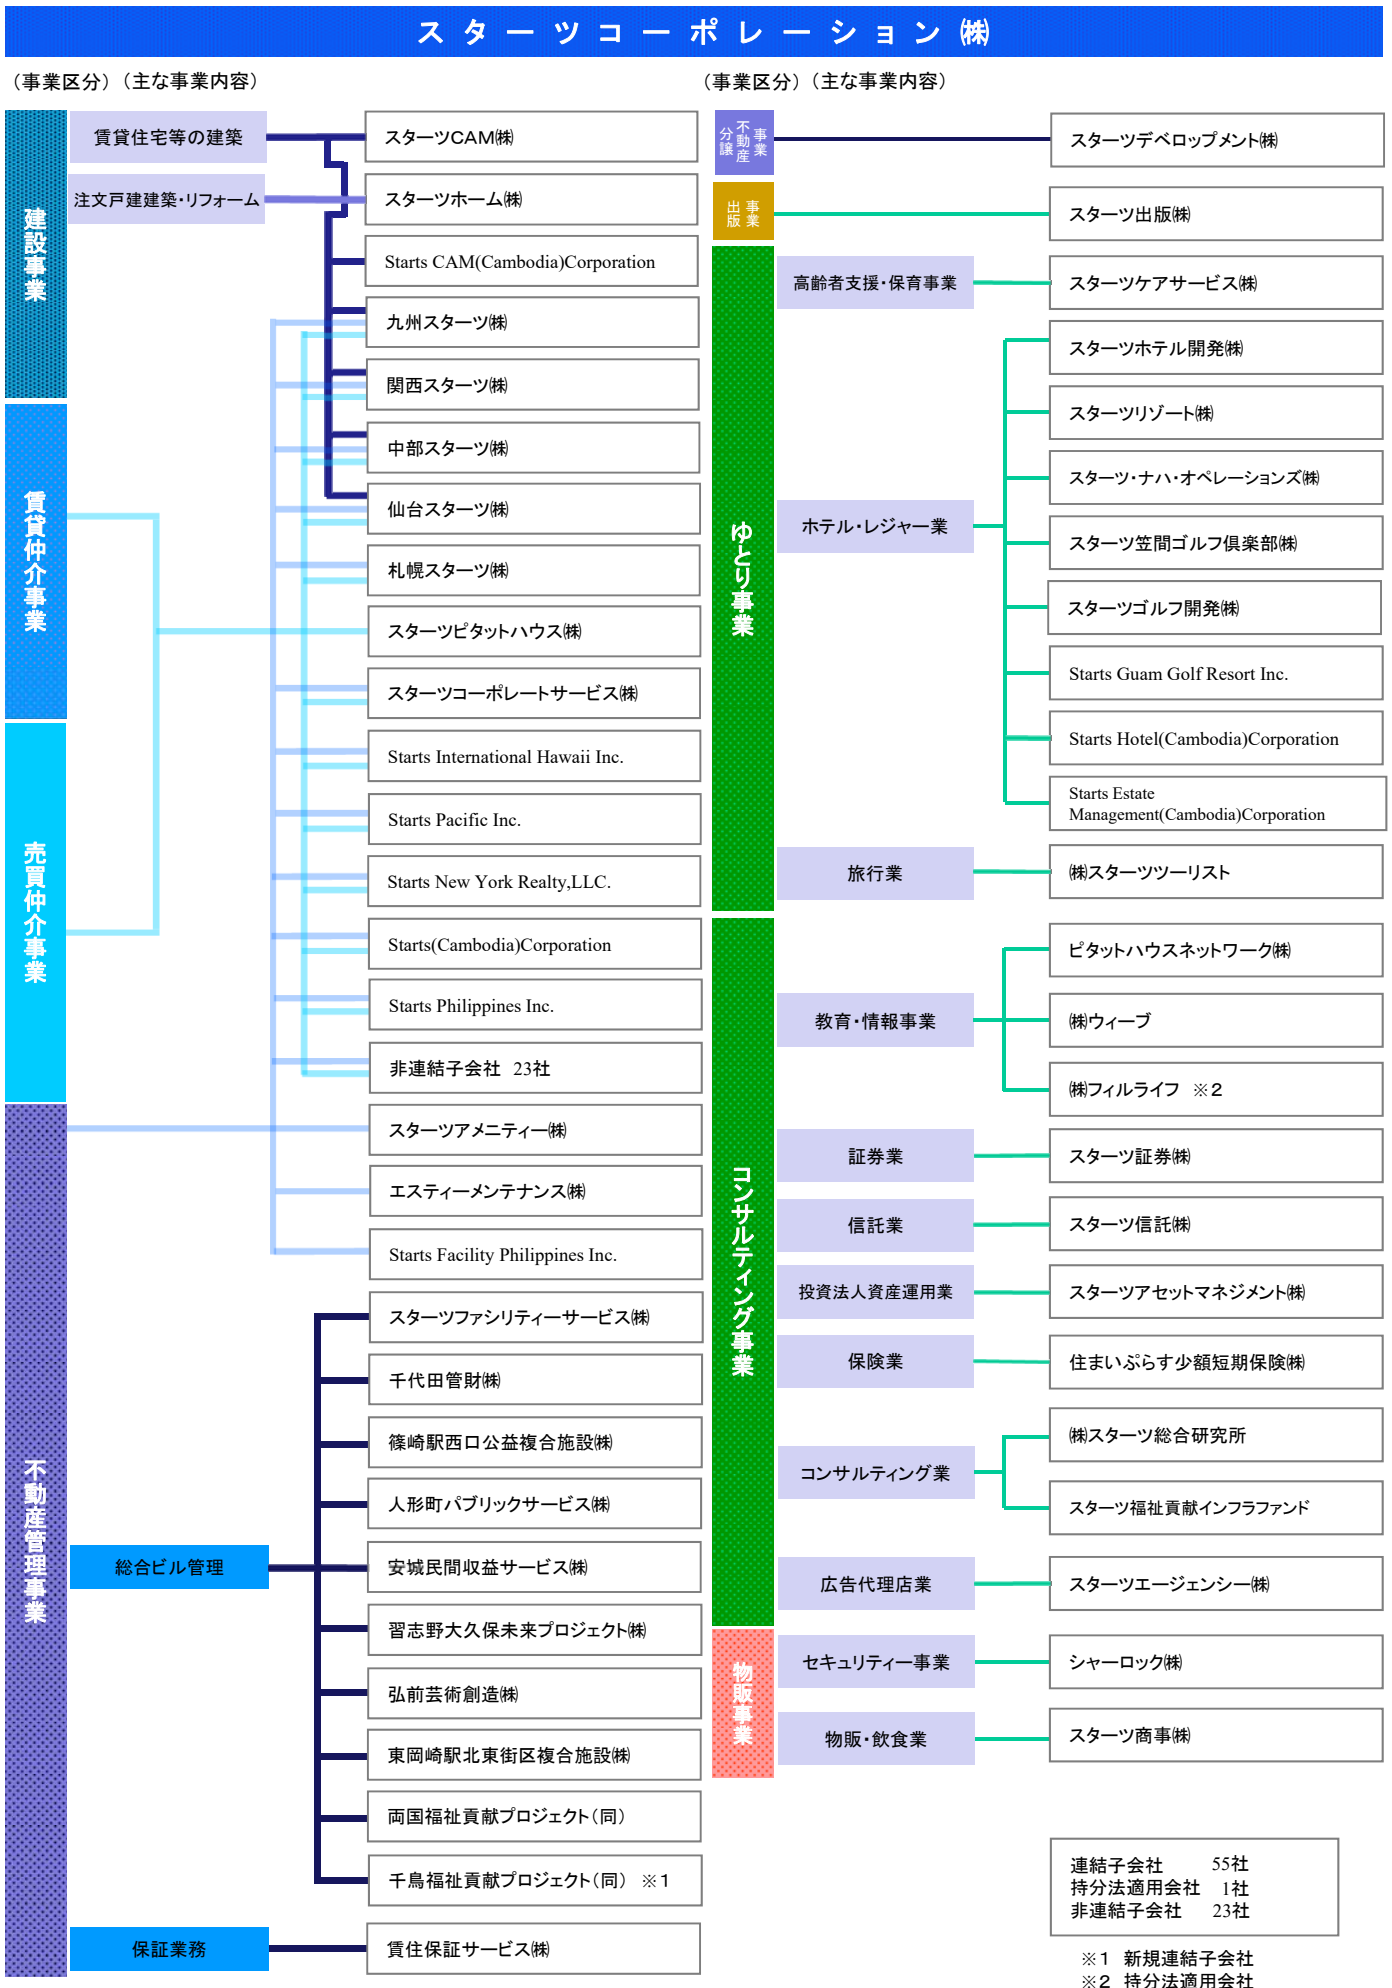 スターツコーポレーション㈱
（事業区分）（主な事業内容）
建設事業
賃貸住宅等の建築
スターツCAM㈱
注文戸建建築・リフォーム
スターツホーム㈱
Starts CAM(Cambodia)Corporation
九州スターツ㈱
関西スターツ㈱
中部スターツ㈱
仙台スターツ㈱
札幌スターツ㈱
賃貸仲介事業
スターツピタットハウス㈱
スターツコーポレートサービス㈱
売買仲介事業
Starts International Hawaii Inc.
Starts Pacific Inc.
Starts New York Realty,LLC.
Starts(Cambodia)Corporation
Starts Philippines Inc.
非連結子会社 23社
不動産管理事業
スターツアメニティー㈱
エスティーメンテナンス㈱
Starts Facility Philippines Inc.
総合ビル管理
スターツファシリティーサービス㈱
千代田管財㈱
篠崎駅西口公益複合施設㈱
人形町パブリックサービス㈱
安城民間収益サービス㈱
習志野大久保未来プロジェクト㈱
弘前芸術創造㈱
東岡崎駅北東街区複合施設㈱
両国福祉貢献プロジェクト（同）
千鳥福祉貢献プロジェクト（同） ※１
保証業務
賃住保証サービス㈱
（事業区分）（主な事業内容）
事業
不動産
分譲
スターツデベロップメント㈱
事業
出版
スターツ出版㈱
ゆとり事業
高齢者支援・保育事業
スターツケアサービス㈱
ホテル・レジャー業
スターツホテル開発㈱
スターツリゾート㈱
スターツ・ナハ・オペレーションズ㈱
スターツ笠間ゴルフ倶楽部㈱
スターツゴルフ開発㈱
Starts Guam Golf Resort Inc.
Starts Hotel(Cambodia)Corporation
Starts Estate
Management(Cambodia)Corporation
旅行業
㈱スターツツーリスト
コンサルティング事業
教育・情報事業
ピタットハウスネットワーク㈱
㈱ウィーブ
㈱フィルライフ ※２
証券業
スターツ証券㈱
信託業
スターツ信託㈱
投資法人資産運用業
スターツアセットマネジメント㈱
保険業
住まいぷらす少額短期保険㈱
コンサルティング業
㈱スターツ総合研究所
スターツ福祉貢献インフラファンド
広告代理店業
スターツエージェンシー㈱
物販事業
セキュリティー事業
シャーロック㈱
物販・飲食業
スターツ商事㈱
連結子会社 55社
持分法適用会社 1社
非連結子会社 23社
※１ 新規連結子会社
※２ 持分法適用会社